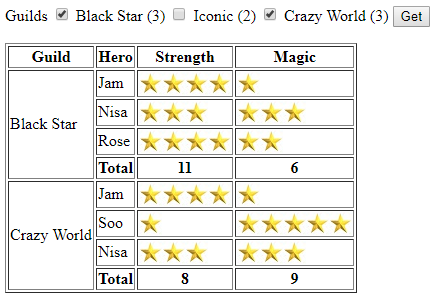 Guilds Black Star (3) Iconic (2) Crazy World (3) Get
Guild Hero Strength Magic
Black Star
Jam
Nisa
Rose
Total 11 6
Crazy World
Jam
Soo
Nisa
Total 8 9